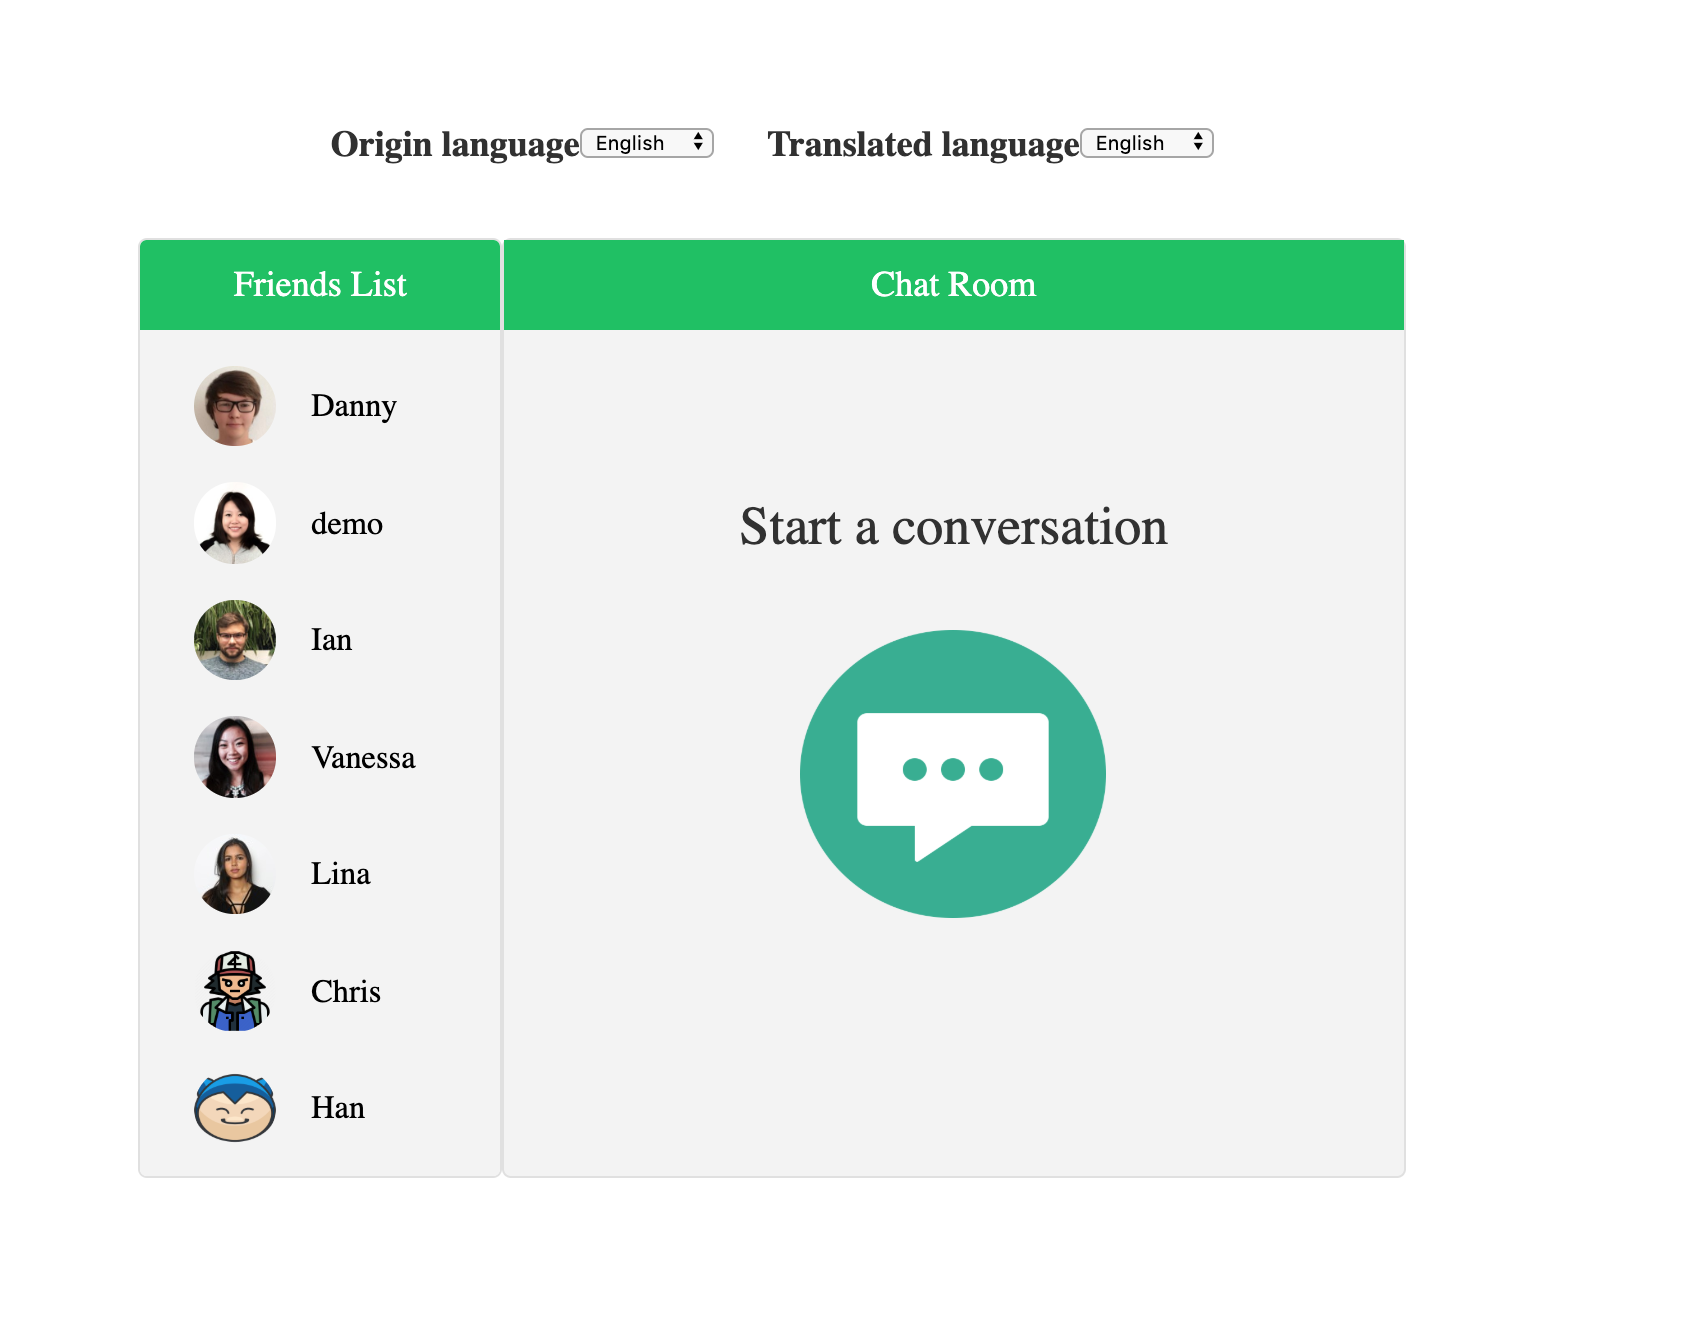 Origin language English Translated language English
Friends List
Chat Room
Danny
demo
Ian
Vanessa
Lina
Chris
Han
Start a conversation